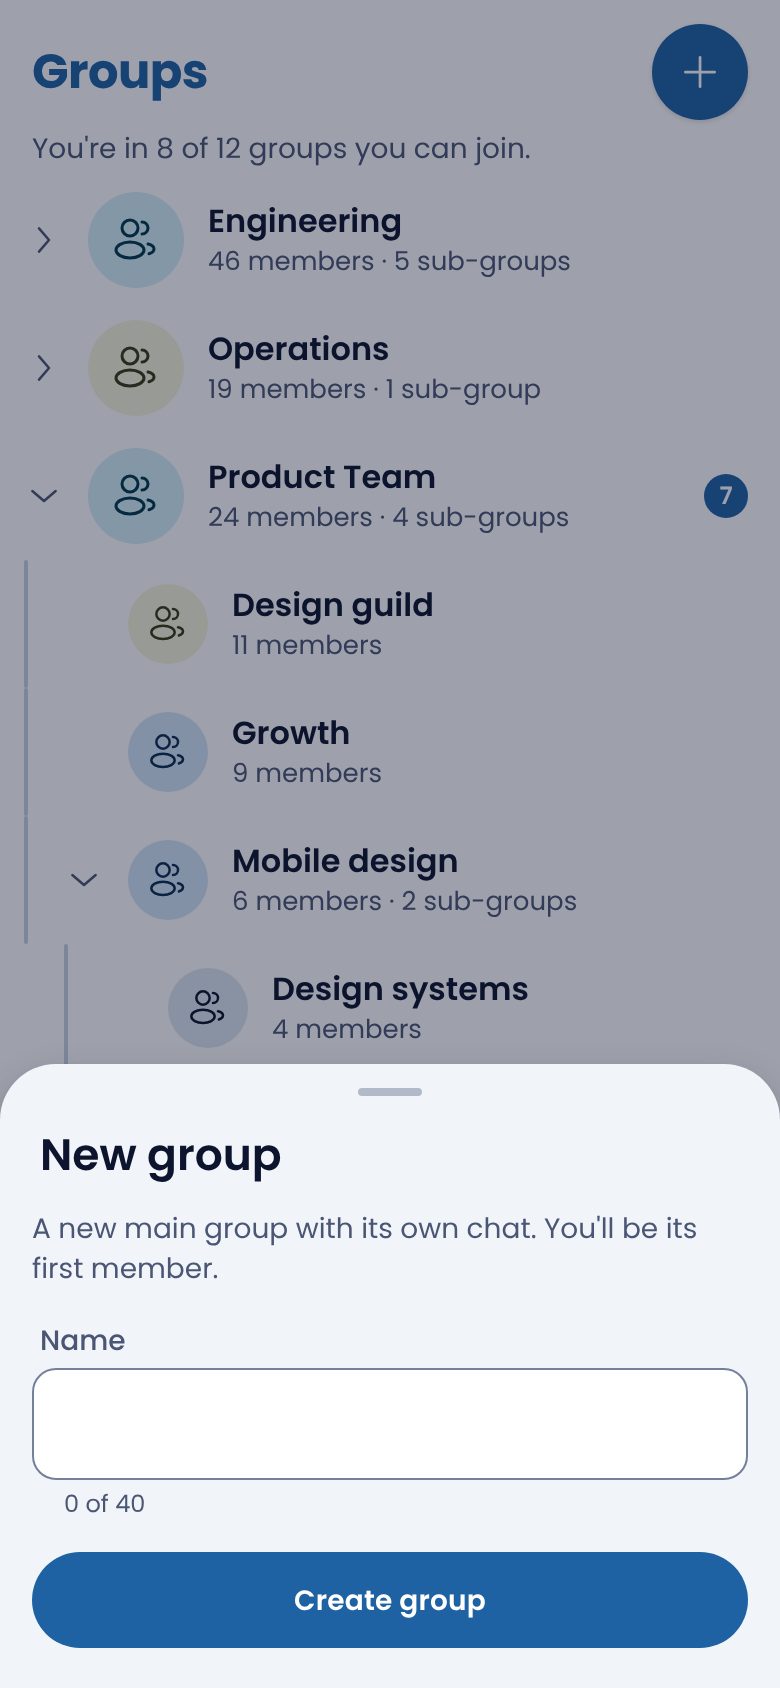 Groups
You're in 8 of 12 groups you can join.
Engineering
46 members · 5 sub-groups
Operations
19 members · 1 sub-group
Product Team
24 members · 4 sub-groups
7
Design guild
11 members
Growth
9 members
Mobile design
6 members · 2 sub-groups
Design systems
4 members
New group
A new main group with its own chat. You'll be its
first member.
Name
0 of 40
Create group